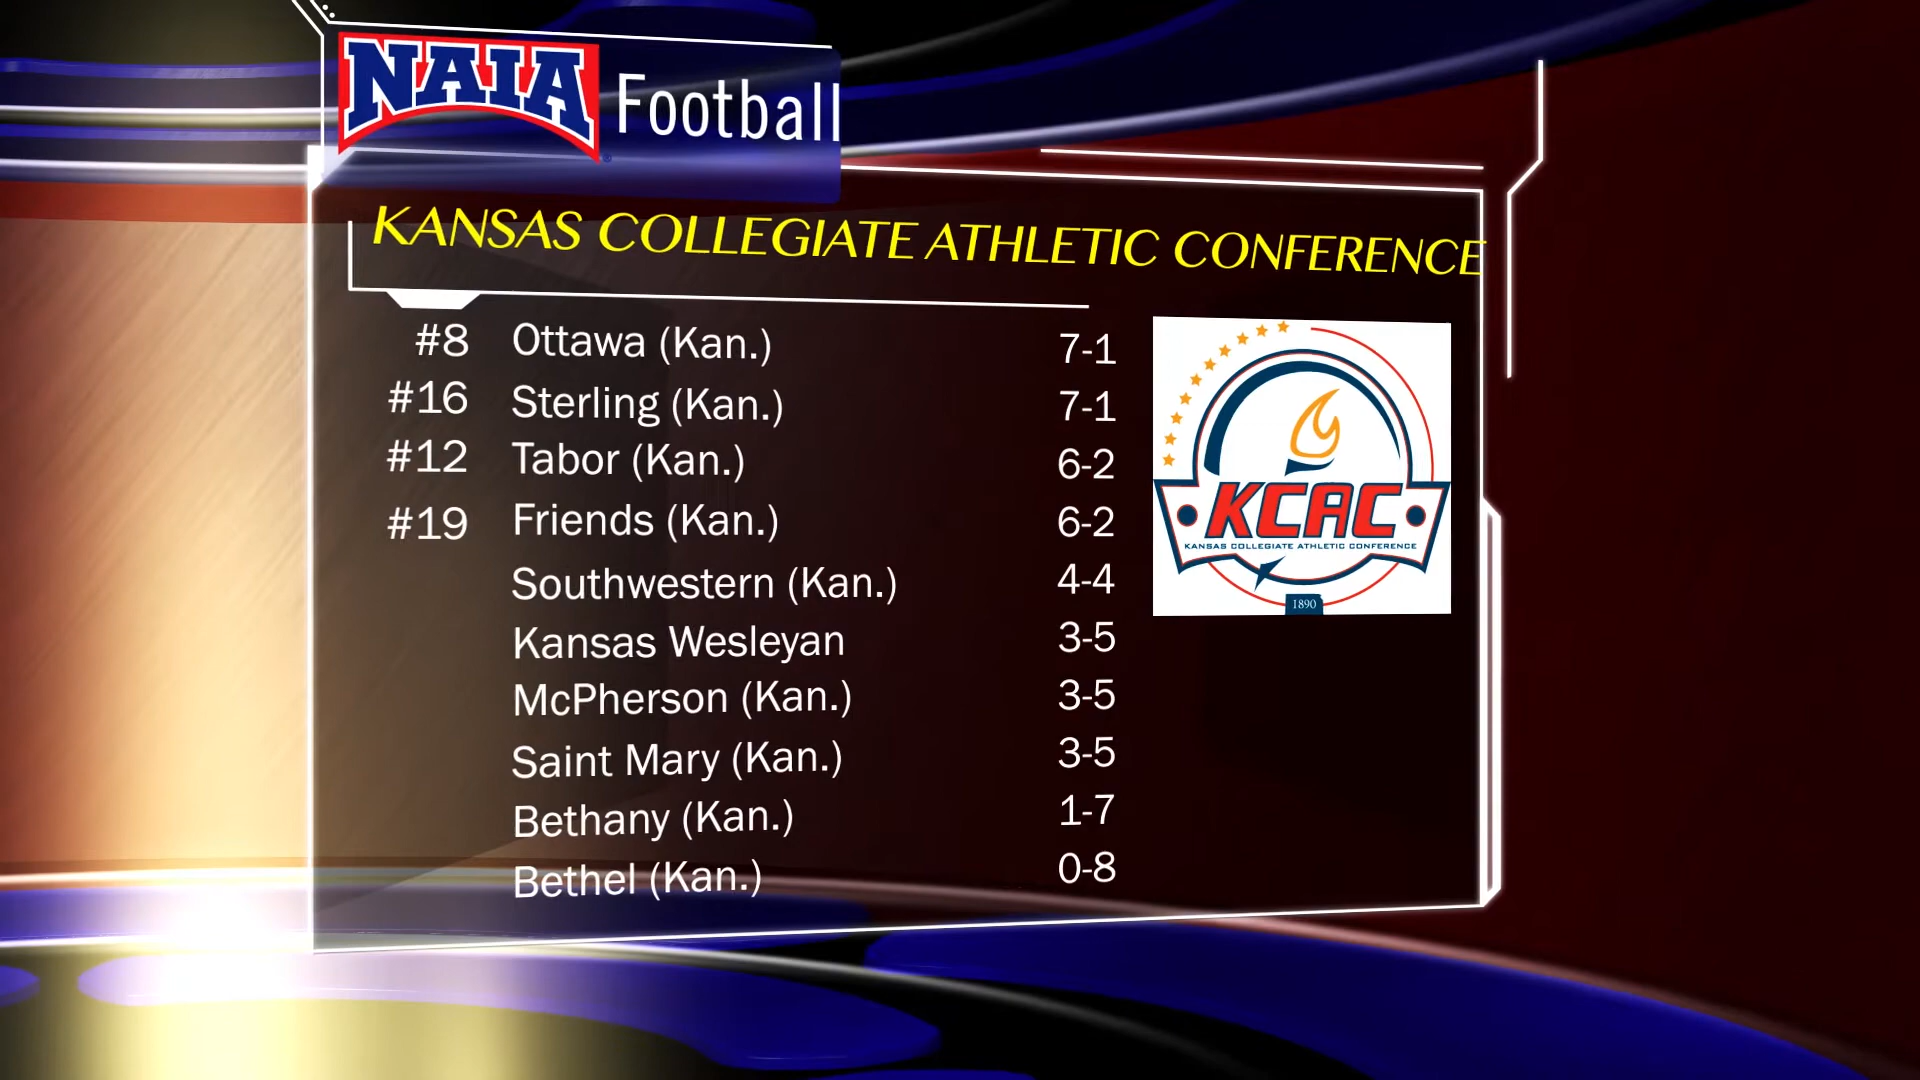 NAIA Football
KANSAS COLLEGIATE ATHLETIC CONFERENCE
#8 Ottawa (Kan.) 7-1
#16 Sterling (Kan.) 7-1
#12 Tabor (Kan.) 6-2
#19 Friends (Kan.) 6-2
Southwestern (Kan.) 4-4
Kansas Wesleyan 3-5
McPherson (Kan.) 3-5
Saint Mary (Kan.) 3-5
Bethany (Kan.) 1-7
Bethel (Kan.) 0-8
KCAC
KANSAS COLLEGIATE ATHLETIC CONFERENCE
1890